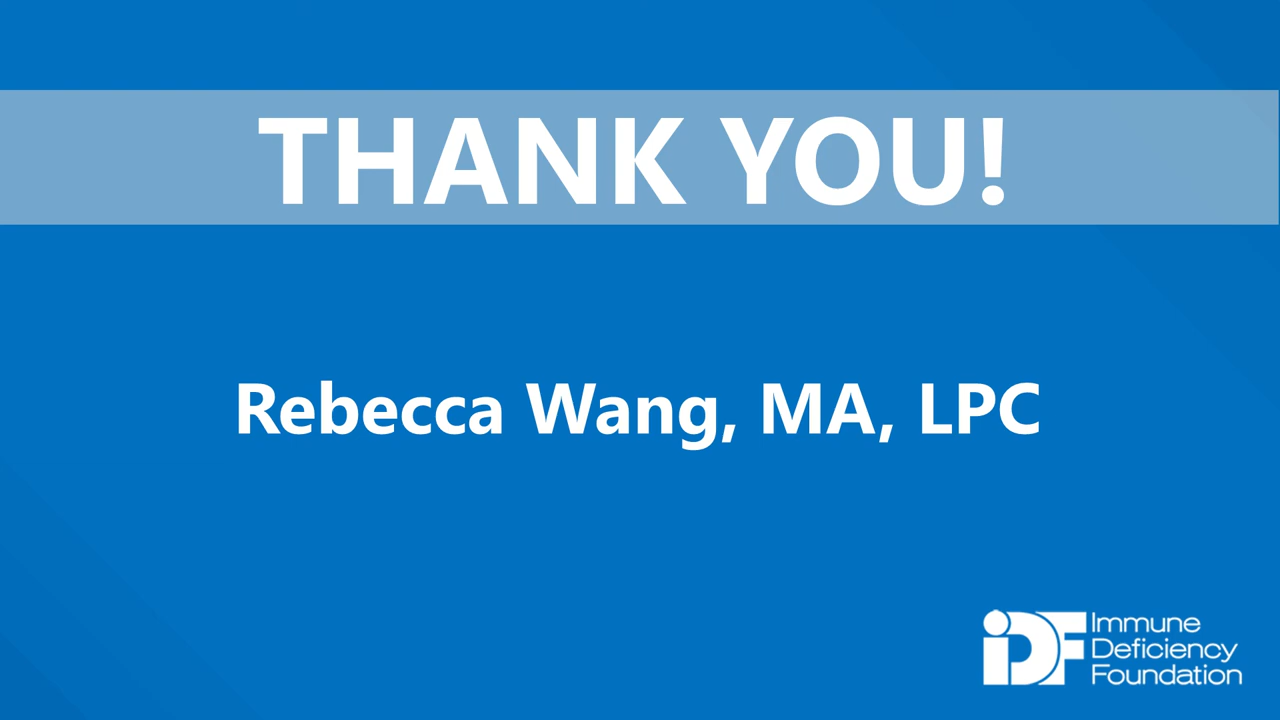 THANK YOU!
Rebecca Wang, MA, LPC
iDF
Immune
Deficiency
Foundation